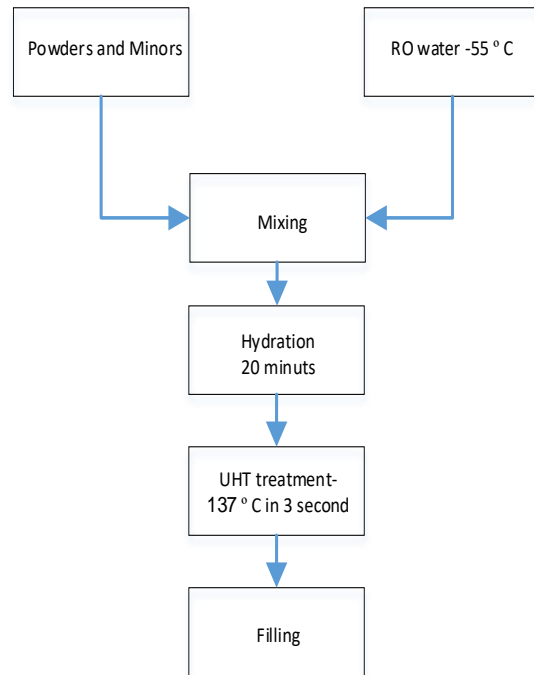 Powders and Minors
RO water -55 º C
Mixing
Hydration
20 minuts
UHT treatment-
137 º C in 3 second
Filling